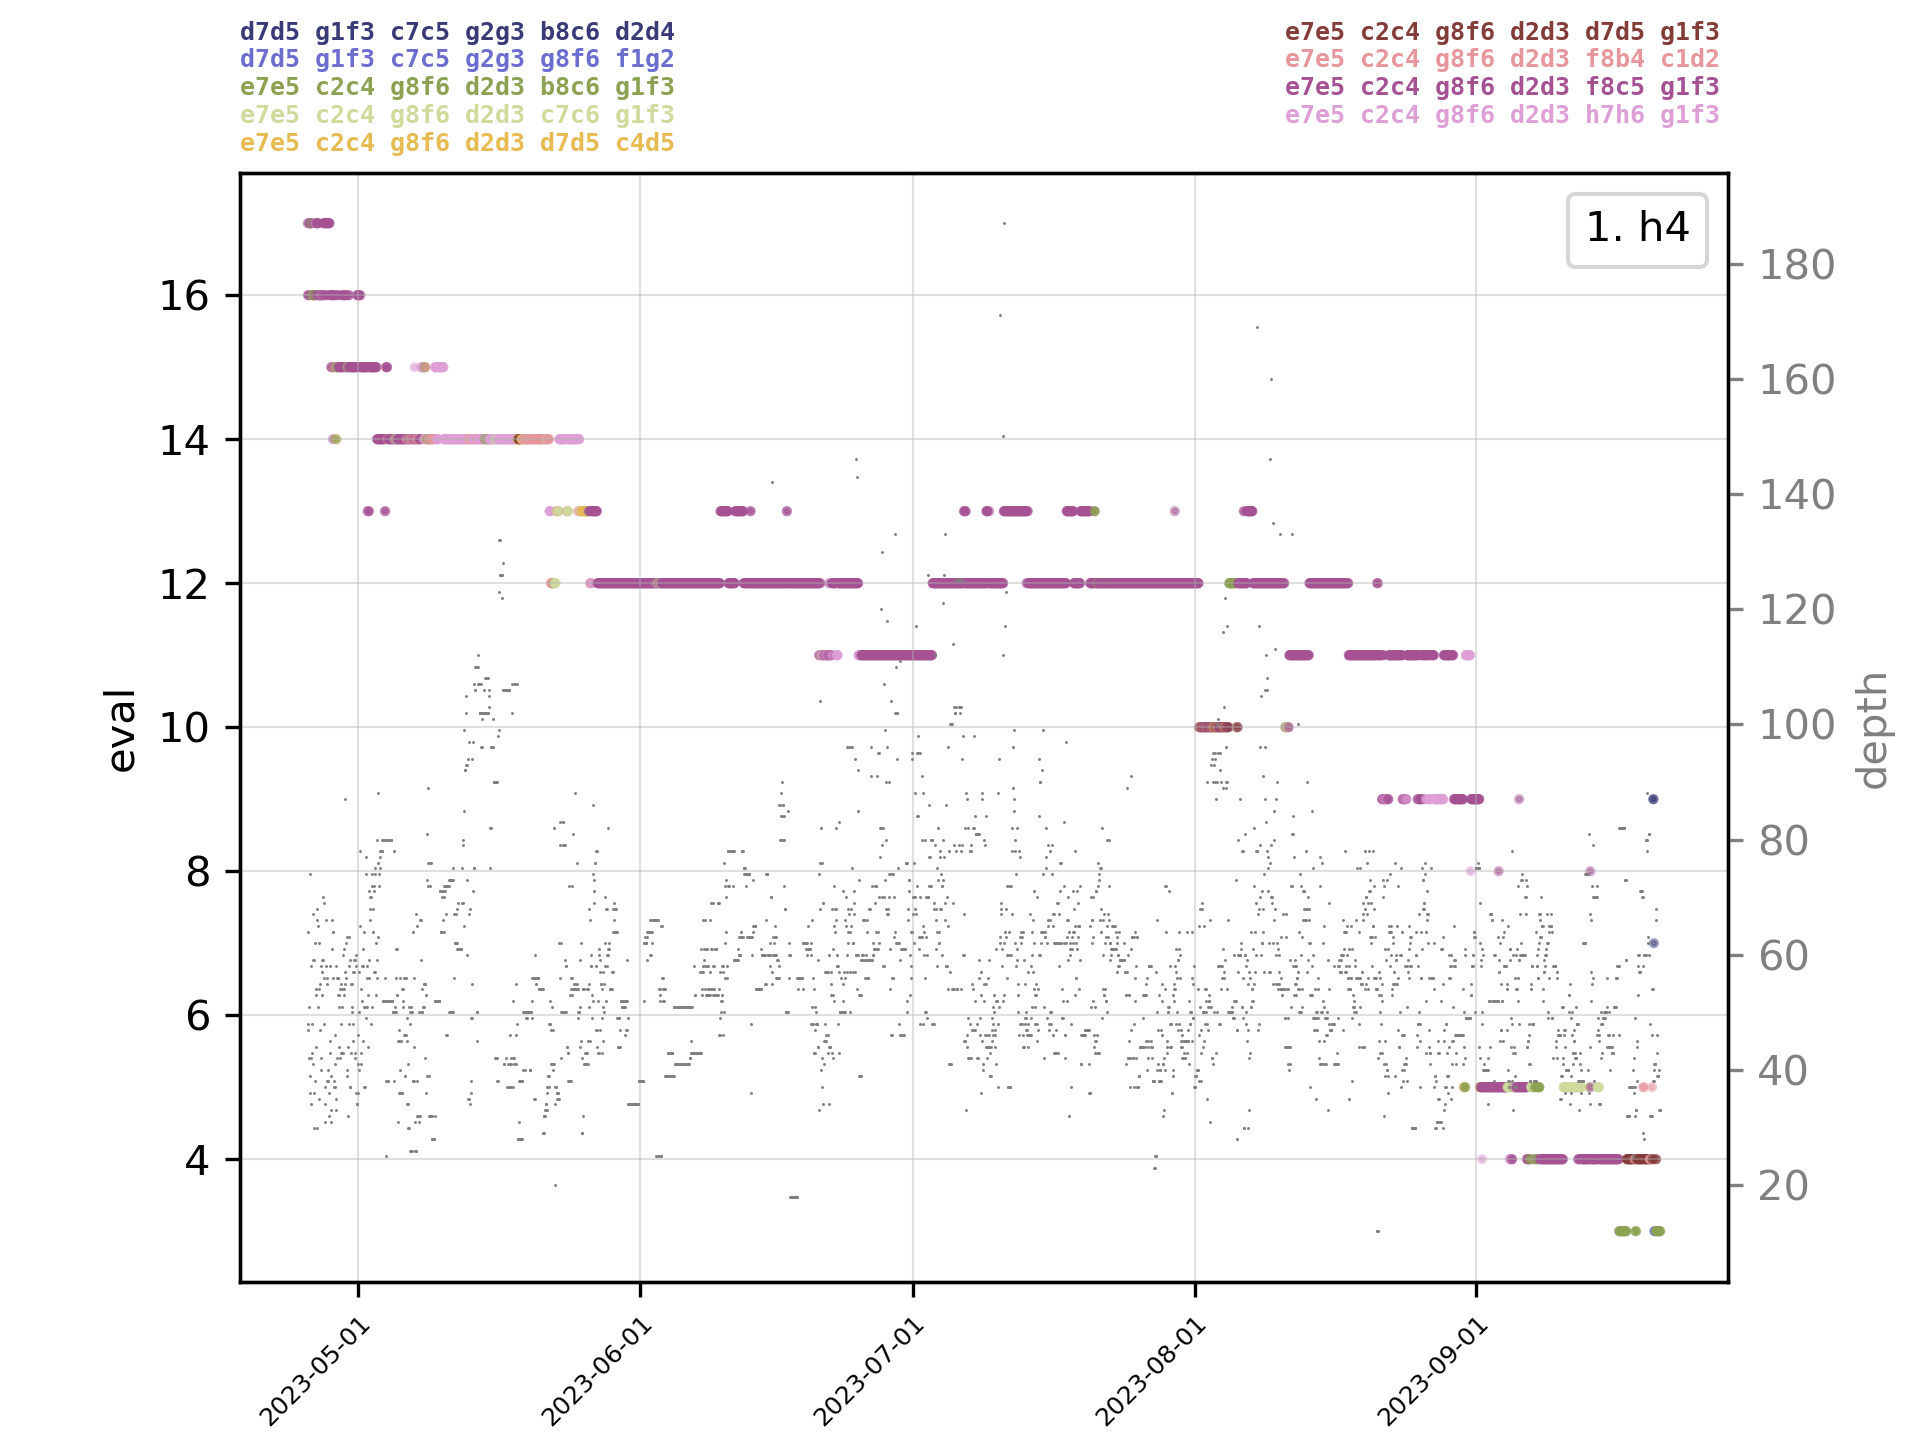 d7d5 g1f3 c7c5 g2g3 b8c6 d2d4
d7d5 g1f3 c7c5 g2g3 g8f6 f1g2
e7e5 c2c4 g8f6 d2d3 b8c6 g1f3
e7e5 c2c4 g8f6 d2d3 c7c6 g1f3
e7e5 c2c4 g8f6 d2d3 d7d5 c4d5
e7e5 c2c4 g8f6 d2d3 d7d5 g1f3
e7e5 c2c4 g8f6 d2d3 f8b4 c1d2
e7e5 c2c4 g8f6 d2d3 f8c5 g1f3
e7e5 c2c4 g8f6 d2d3 h7h6 g1f3
1. h4
eval
16
14
12
10
8
6
4
depth
180
160
140
120
100
80
60
40
20
2023-05-01
2023-06-01
2023-07-01
2023-08-01
2023-09-01